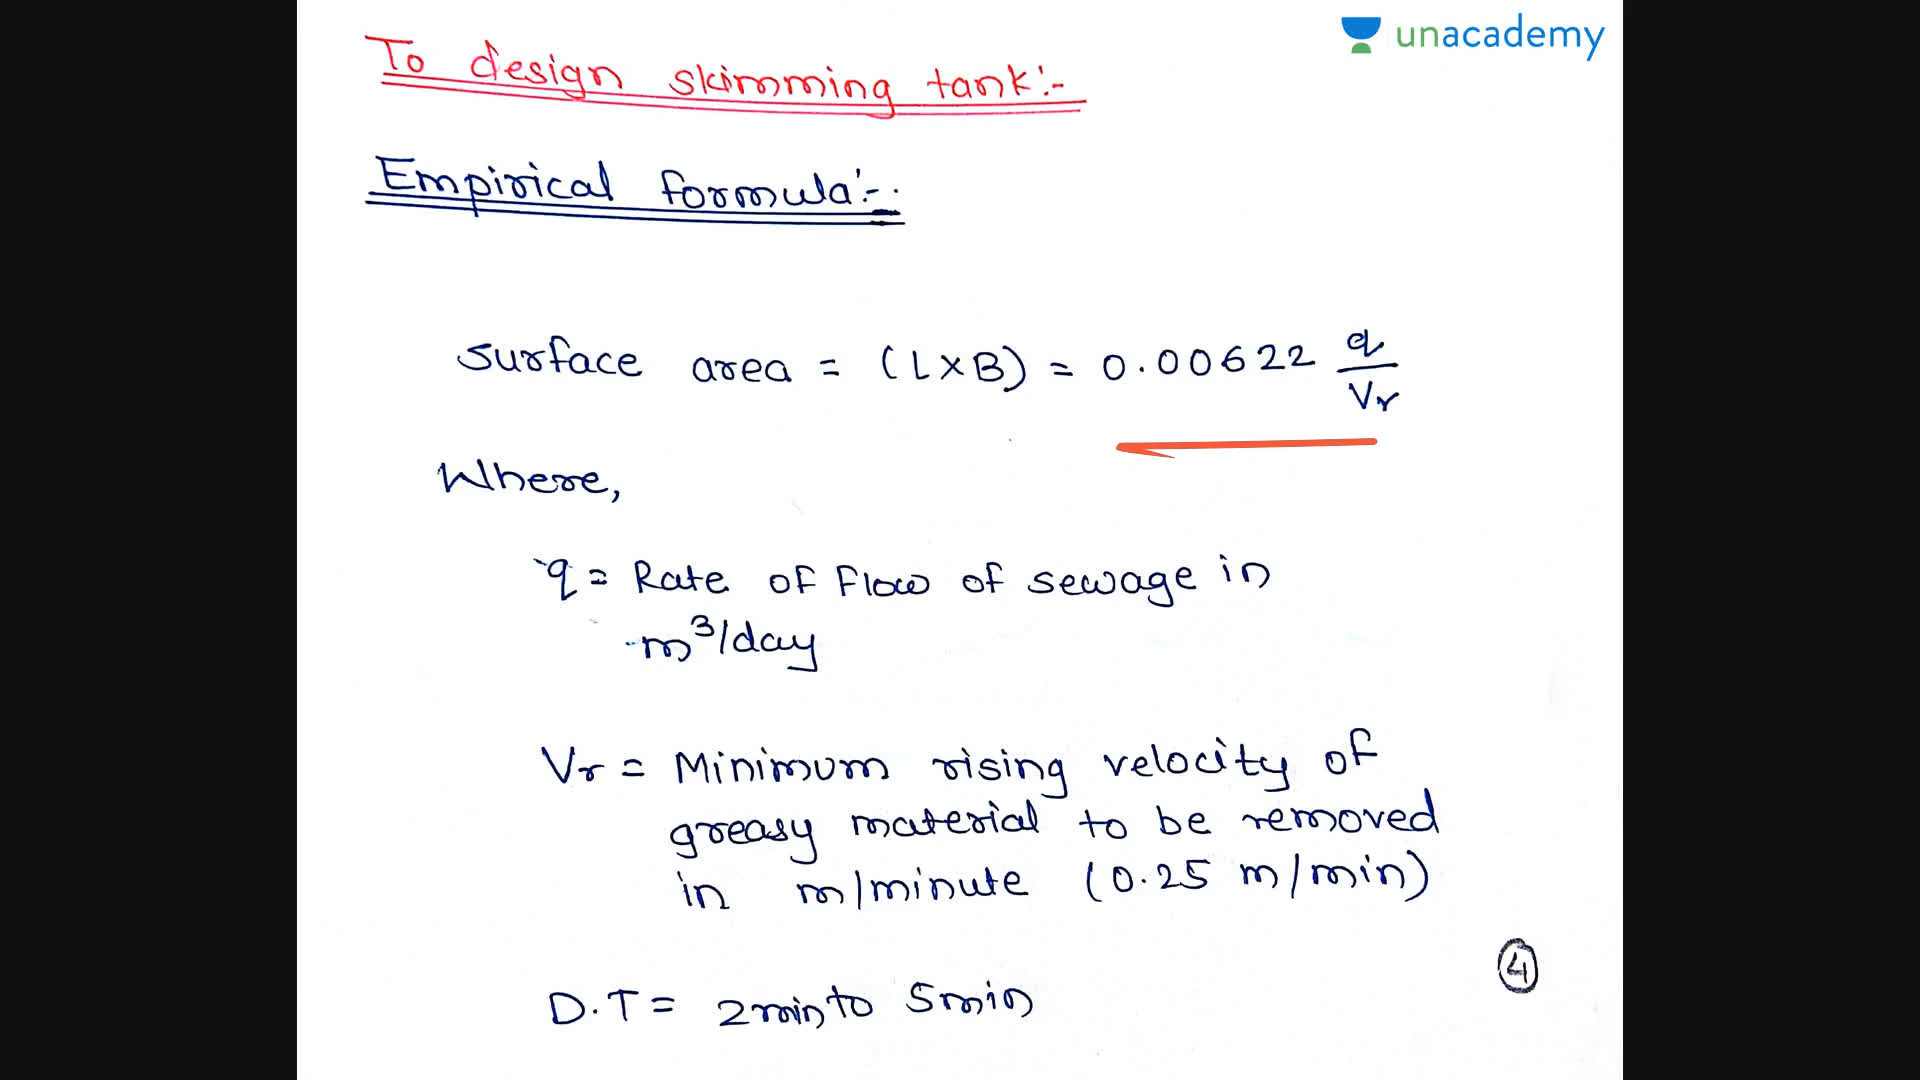 unacademy
To design skimming tank:-
Empirical formula:-
Surface area = (L×B) = 0.00622 q/Vr
Where,
q = Rate of flow of sewage in
m³/day
Vr = Minimum rising velocity of
greasy material to be removed
in m/minute (0.25 m/min)
4
D.T = 2min to 5min